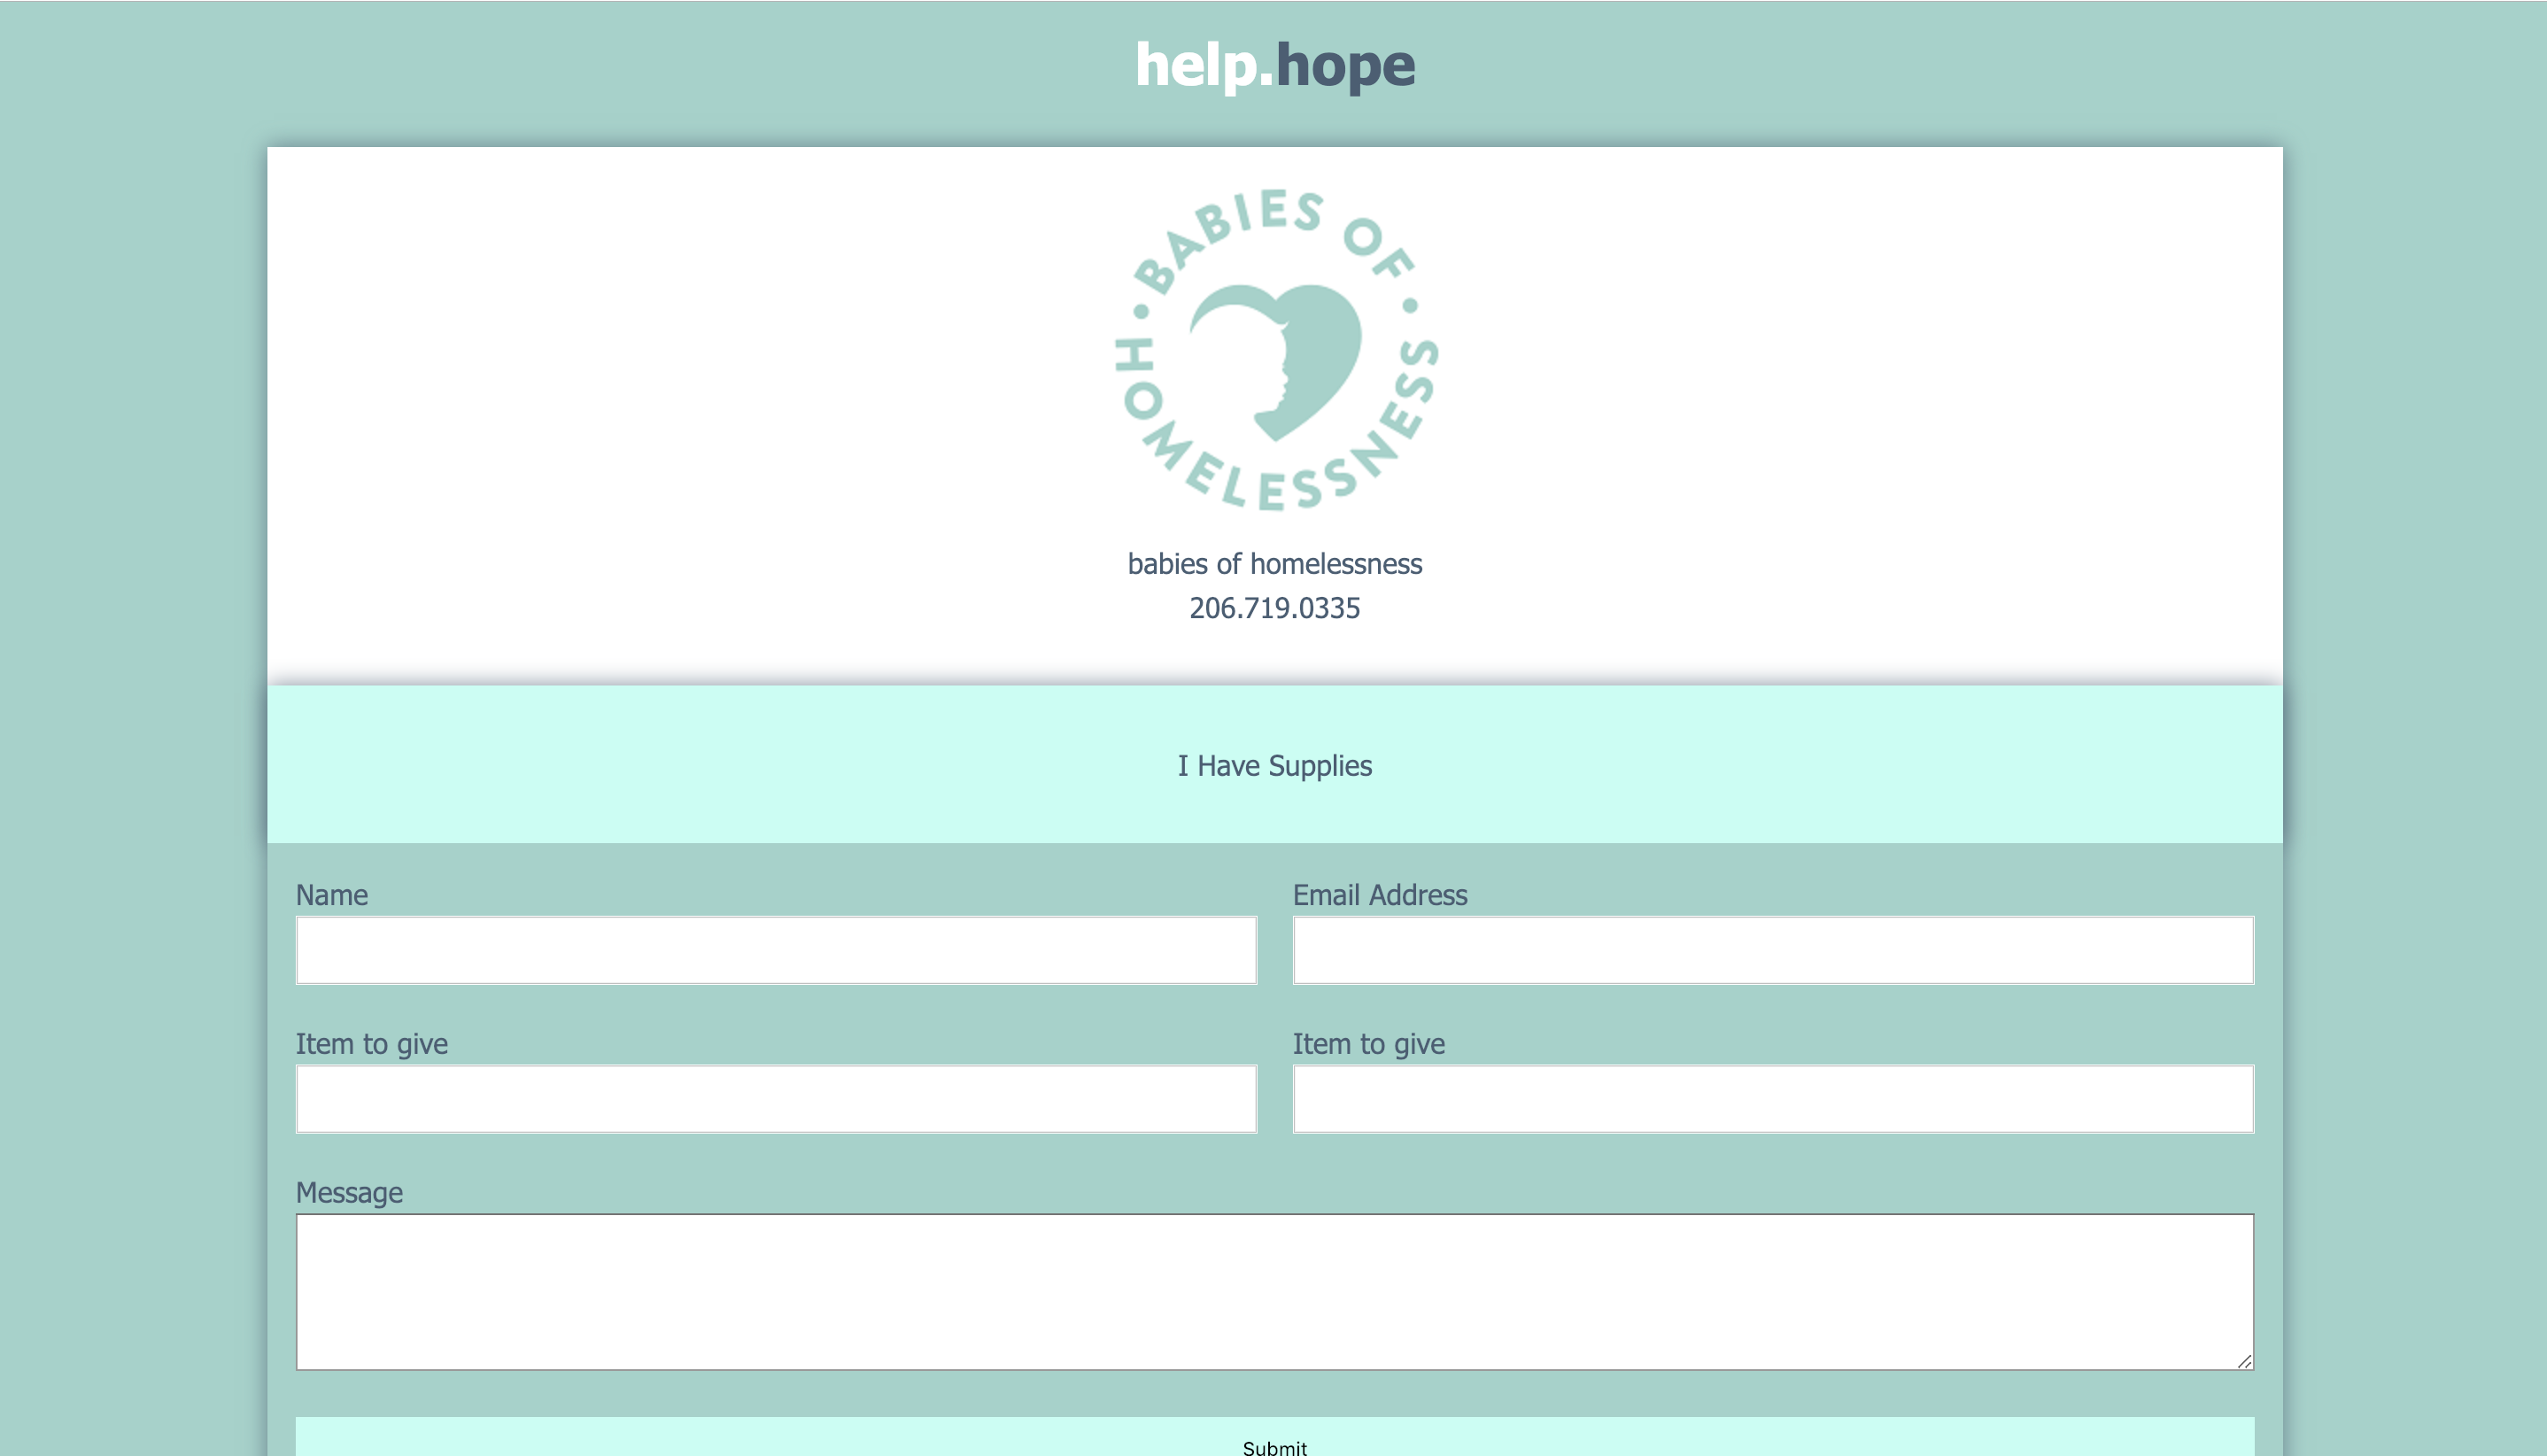 help.hope
BABIES OF
HOMELESSNESS
babies of homelessness
206.719.0335
I Have Supplies
Name
Email Address
Item to give
Item to give
Message
Submit